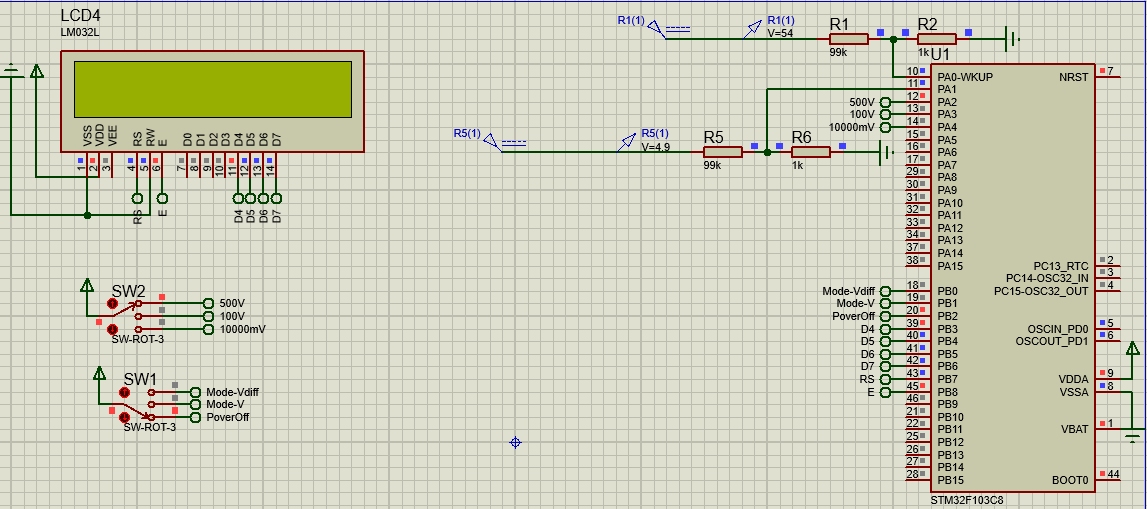 LCD4
LM032L
VSS
VDD
VEE
RS
RW
E
D0
D1
D2
D3
D4
D5
D6
D7
1
2
3
4
5
6
7
8
9
10
11
12
13
14
RS
E
D4
D5
D6
D7
SW2
500V
100V
10000mV
SW-ROT-3
SW1
Mode-Vdiff
Mode-V
PoverOff
SW-ROT-3
R1(1)
R1(1)
V=54
R1
99k
R2
1k
R5(1)
R5(1)
V=4.9
R5
99k
R6
1k
U1
500V
100V
10000mV
Mode-Vdiff
Mode-V
PoverOff
D4
D5
D6
D7
RS
E
10 PA0-WKUP
11 PA1
12 PA2
13 PA3
14 PA4
15 PA5
16 PA6
17 PA7
29 PA8
30 PA9
31 PA10
32 PA11
33 PA12
34 PA13
37 PA14
38 PA15
18 PB0
19 PB1
20 PB2
39 PB3
40 PB4
41 PB5
42 PB6
43 PB7
45 PB8
46 PB9
21 PB10
22 PB11
25 PB12
26 PB13
27 PB14
28 PB15
NRST 7
PC13_RTC 2
PC14-OSC32_IN 3
PC15-OSC32_OUT 4
OSCIN_PD0 5
OSCOUT_PD1 6
VDDA 9
VSSA 8
VBAT 1
BOOT0 44
STM32F103C8